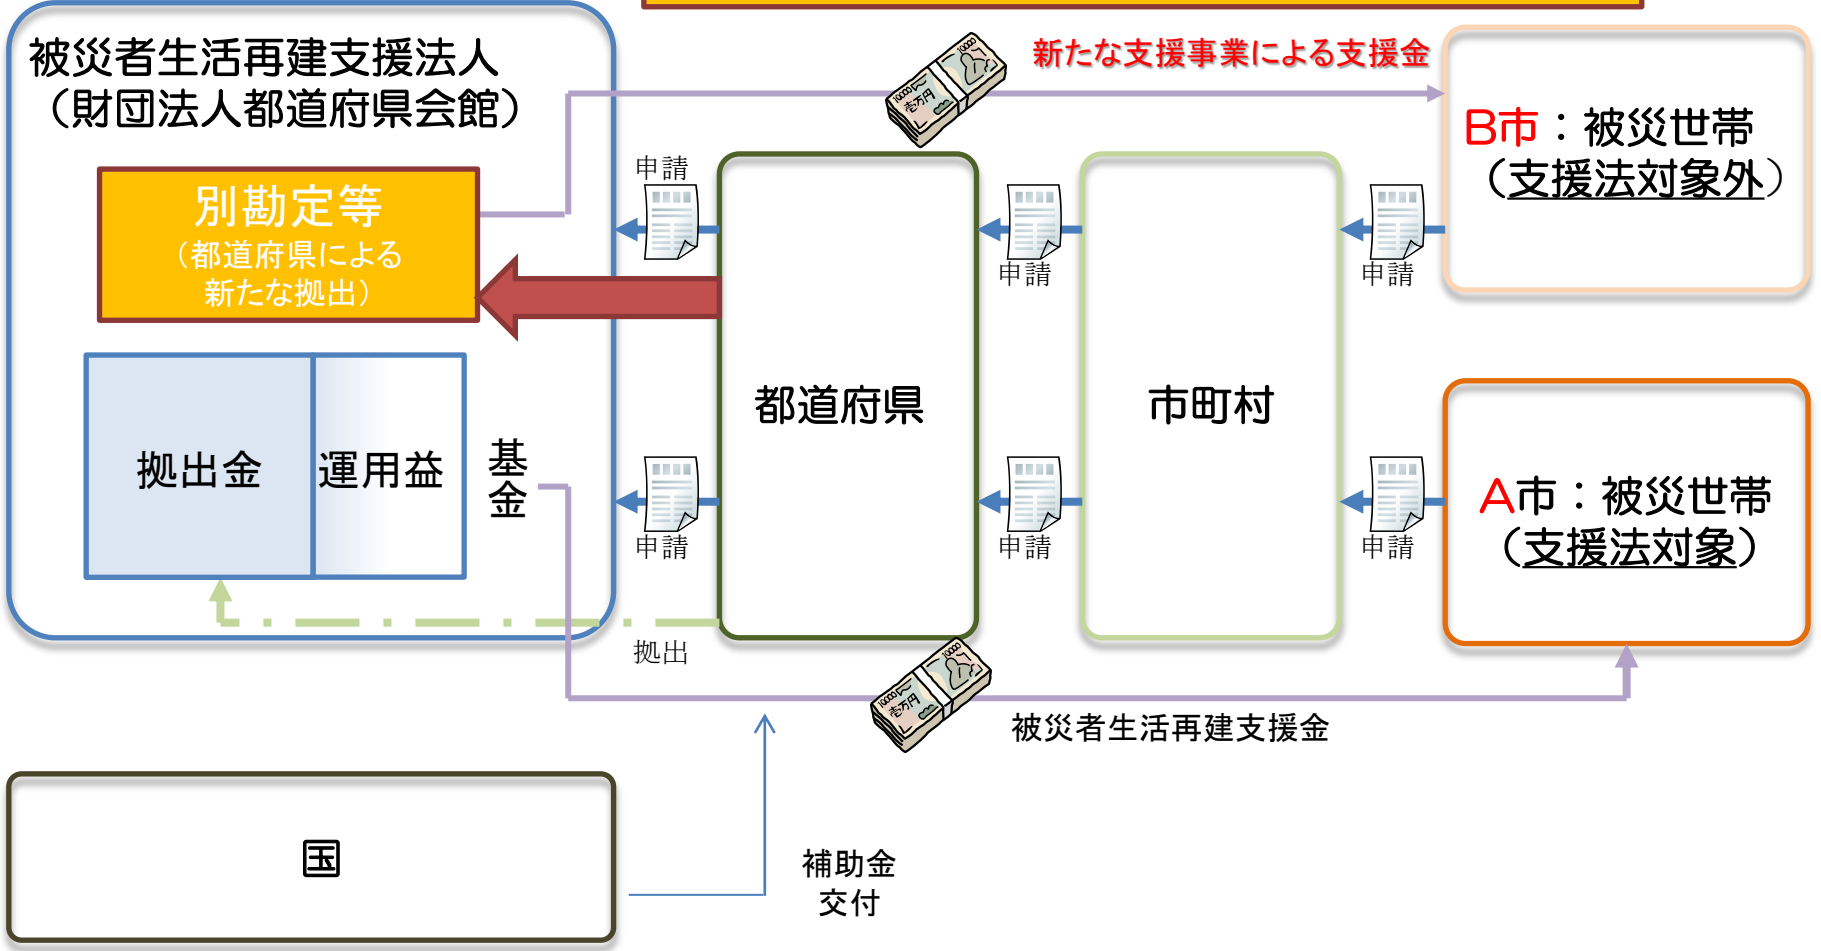 被災者生活再建支援法人
（財団法人都道府県会館）
別勘定等
（都道府県による
新たな拠出）
拠出金
運用益
基金
申請
申請
申請
新たな支援事業による支援金
B市：被災世帯
（支援法対象外）
都道府県
市町村
申請
申請
申請
A市：被災世帯
（支援法対象）
拠出
被災者生活再建支援金
国
補助金
交付